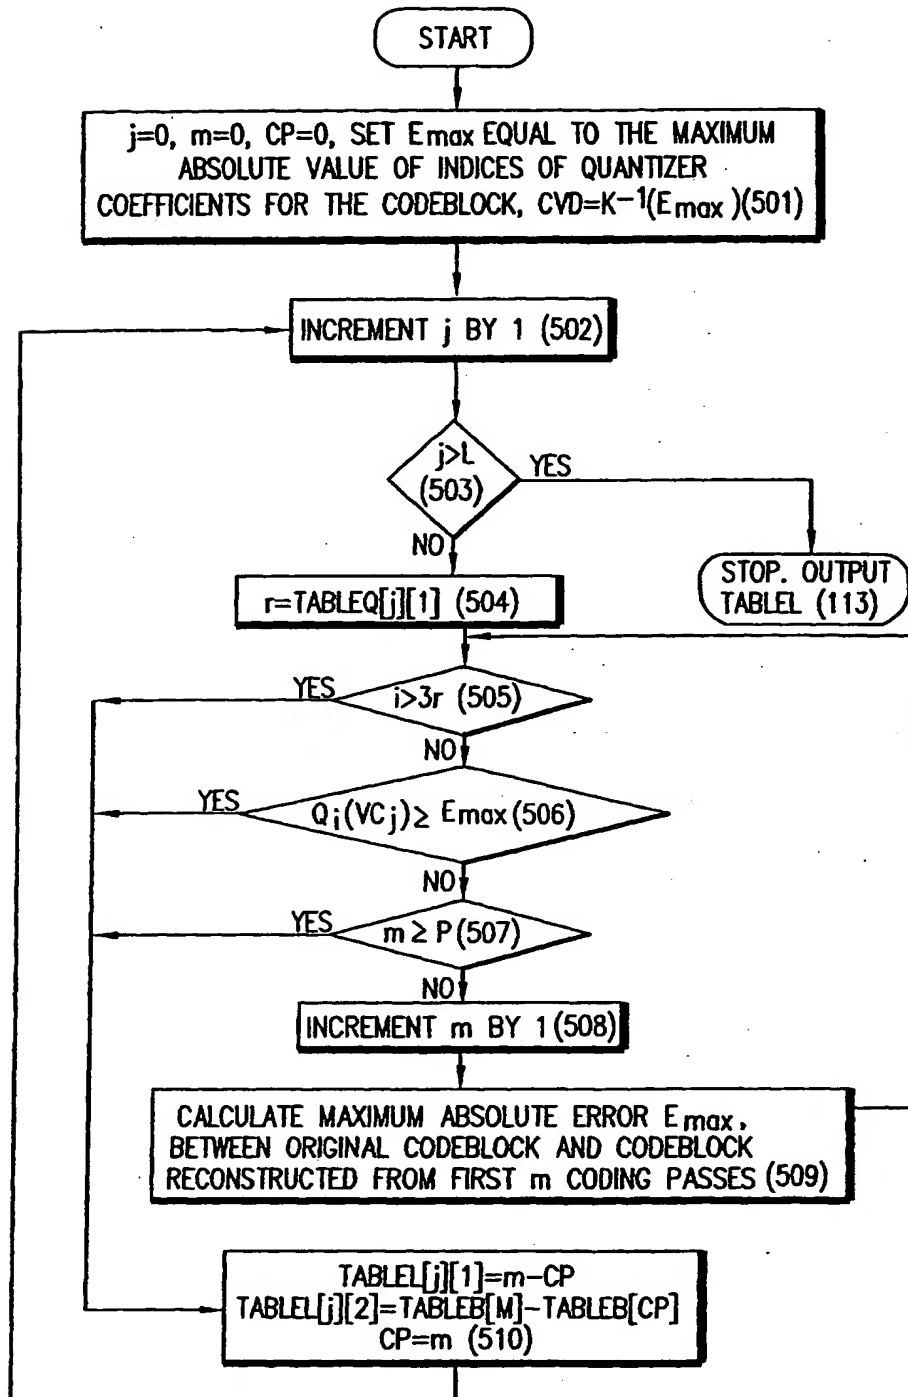 START
j=0, m=0, CP=0, SET Emax EQUAL TO THE MAXIMUM
ABSOLUTE VALUE OF INDICES OF QUANTIZER
COEFFICIENTS FOR THE CODEBLOCK, CVD=K-1(Emax)(501)
INCREMENT j BY 1 (502)
j>L
(503)
YES
NO
STOP. OUTPUT
TABLEL (113)
r=TABLEQ[j][1] (504)
YES
i>3r (505)
NO
YES
Qi(VCj)≥ Emax(506)
NO
YES
m≥P(507)
NO
INCREMENT m BY 1(508)
CALCULATE MAXIMUM ABSOLUTE ERROR Emax,
BETWEEN ORIGINAL CODEBLOCK AND CODEBLOCK
RECONSTRUCTED FROM FIRST m CODING PASSES (509)
TABLEL[j][1]=m-CP
TABLEL[j][2]=TABLEB[M]-TABLEB[CP]
CP=m (510)